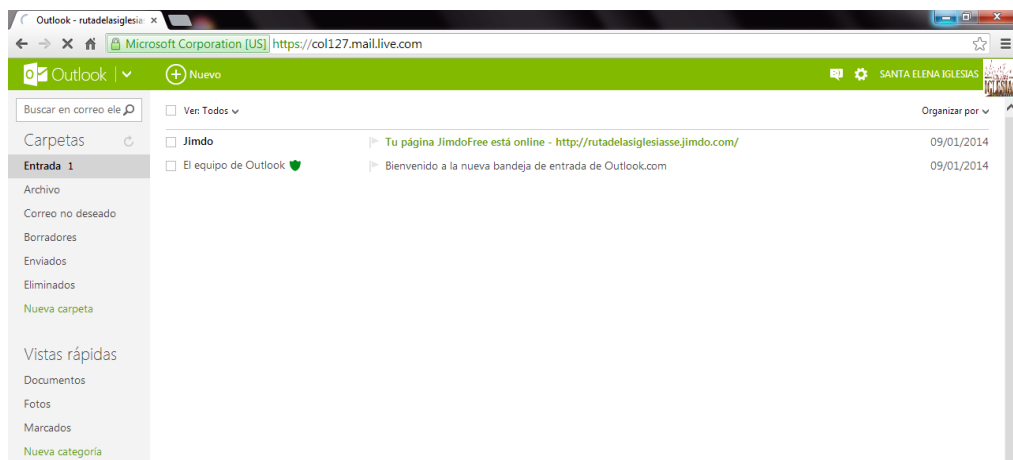 Outlook - rutadelasiglesia
Microsoft Corporation [US] https://col127.mail.live.com
Outlook
Nuevo
SANTA ELENA IGLESIAS
Buscar en correo ele
Ver: Todos
Organizar por
Carpetas
Jimdo Tu página JimdoFree está online - http://rutadelasiglesiasse.jimdo.com/ 09/01/2014
Entrada 1
El equipo de Outlook Bienvenido a la nueva bandeja de entrada de Outlook.com 09/01/2014
Archivo
Correo no deseado
Borradores
Enviados
Eliminados
Nueva carpeta
Vistas rápidas
Documentos
Fotos
Marcados
Nueva categoría